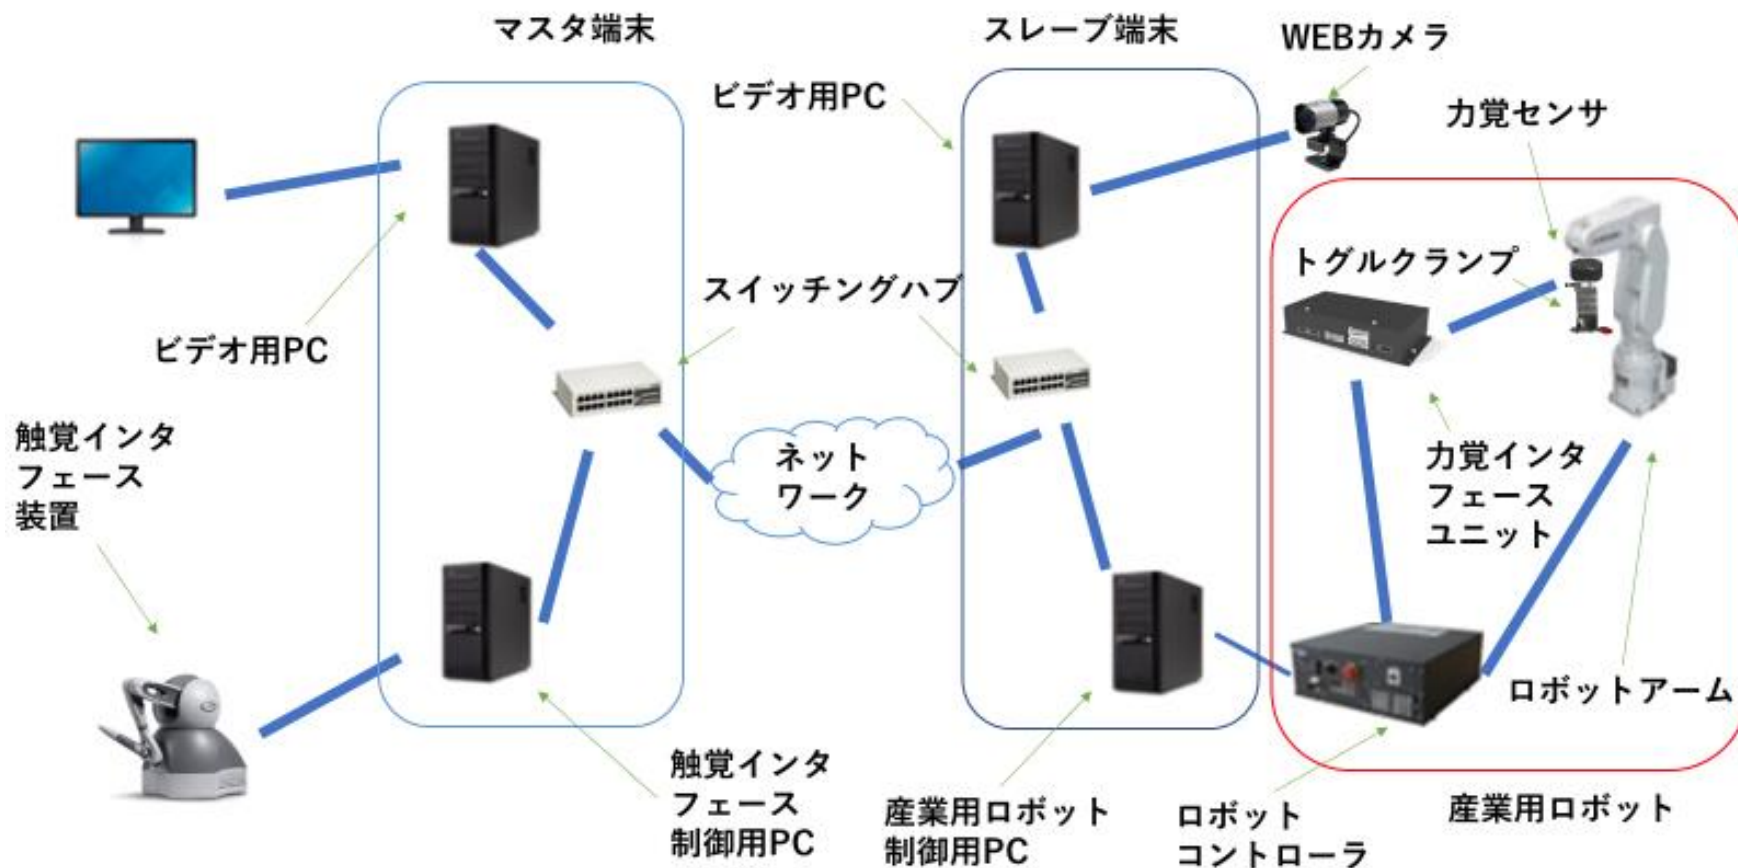 マスタ端末
スレーブ端末
WEBカメラ
ビデオ用PC
力覚センサ
トグルクランプ
スイッチングハブ
ビデオ用PC
触覚インタ
フェース
装置
ネット
ワーク
力覚インタ
フェース
ユニット
ロボットアーム
触覚インタ
フェース
制御用PC
産業用ロボット
制御用PC
ロボット
コントローラ
産業用ロボット